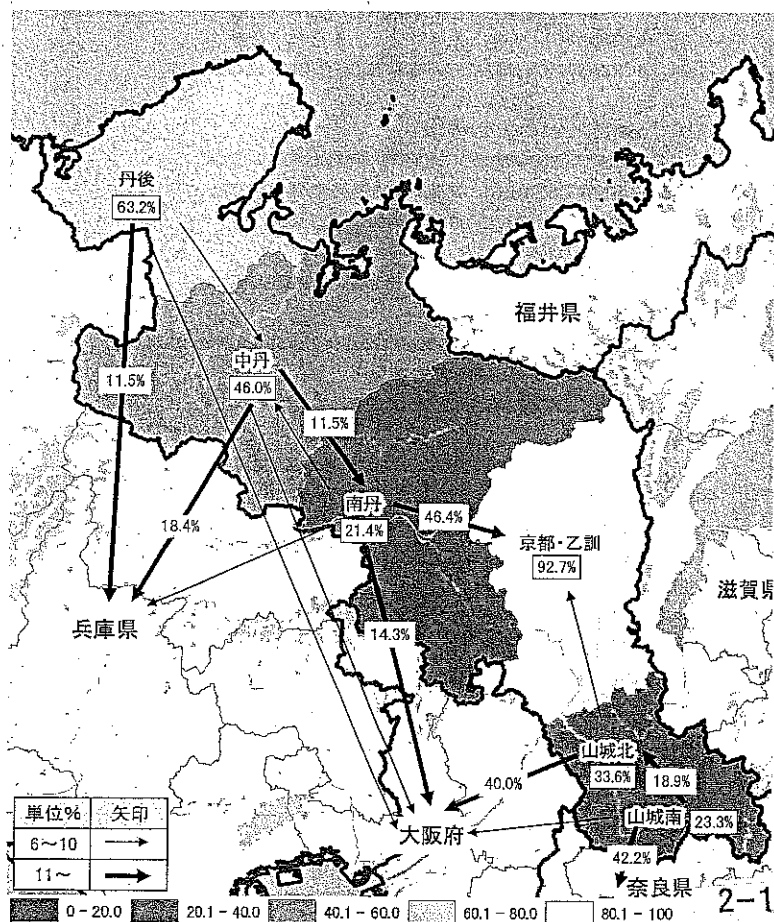 丹後
63.2%
福井県
中丹
46.0%
11.5%
11.5%
南丹
46.4%
21.4%
京都・乙訓
18.4%
92.7%
滋賀県
兵庫県
14.3%
山城北
33.6%
18.9%
40.0%
山城南
23.3%
大阪府
42.2%
奈良県
単位% 矢印
6〜10
11〜
0-20.0 20.1-40.0 40.1-60.0 60.1-80.0 80.1-100
2-1